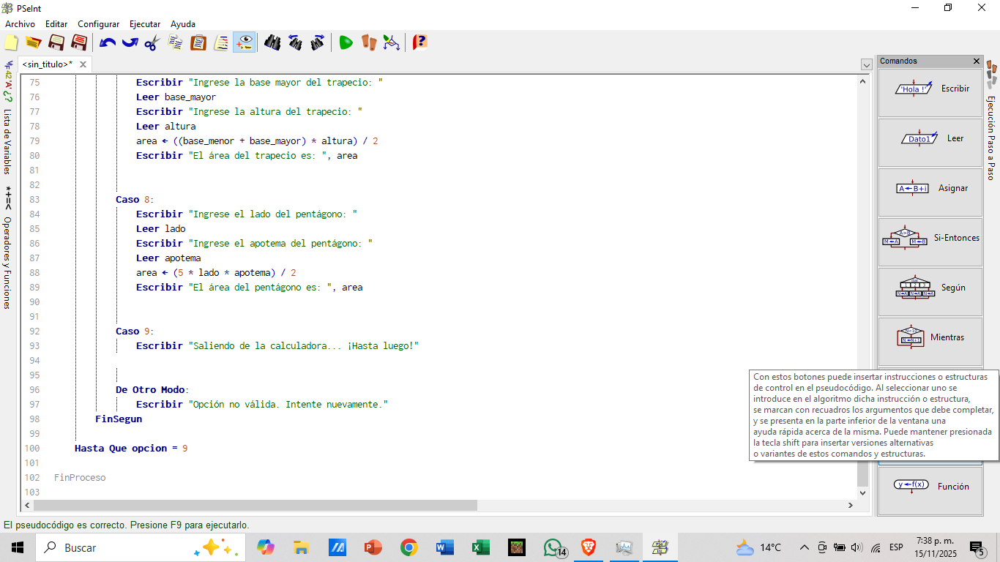 PSeInt
Archivo Editar Configurar Ejecutar Ayuda
<sin_titulo>*
Comandos
Lista de Variables
Operadores y Funciones
Ejecución Paso a Paso
75 Escribir "Ingrese la base mayor del trapecio: "
76 Leer base_mayor
77 Escribir "Ingrese la altura del trapecio: "
78 Leer altura
79 area ← ((base_menor + base_mayor) * altura) / 2
80 Escribir "El área del trapecio es: ", area
81
82
83 Caso 8:
84 Escribir "Ingrese el lado del pentágono: "
85 Leer lado
86 Escribir "Ingrese el apotema del pentágono: "
87 Leer apotema
88 area ← (5 * lado * apotema) / 2
89 Escribir "El área del pentágono es: ", area
90
91
92 Caso 9:
93 Escribir "Saliendo de la calculadora... ¡Hasta luego!"
94
95
96 De Otro Modo:
97 Escribir "Opción no válida. Intente nuevamente."
98 FinSegun
99
100 Hasta Que opcion = 9
101
102 FinProceso
103
'Hola !' Escribir
Dato1 Leer
A←B+i Asignar
A>B M←A M←B Si-Entonces
Según
Mientras
Con estos botones puede insertar instrucciones o estructuras
de control en el pseudocódigo. Al seleccionar uno se
introduce en el algoritmo dicha instrucción o estructura,
se marcan con recuadros los argumentos que debe completar,
y se presenta en la parte inferior de la ventana una
ayuda rápida acerca de la misma. Puede mantener presionada
la tecla shift para insertar versiones alternativas
o variantes de estos comandos y estructuras.
y←f(x) Función
El pseudocódigo es correcto. Presione F9 para ejecutarlo.
Buscar
14
14°C
ESP
7:38 p. m.
15/11/2025
5